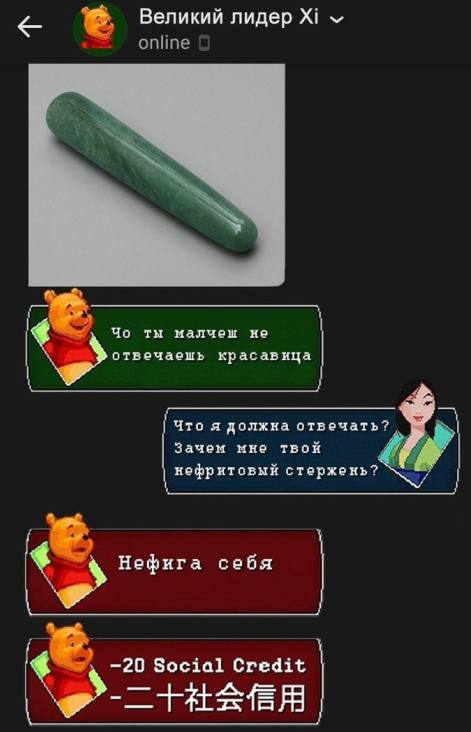 Великий лидер Xi
online
Чо ты малчеш не
отвечаешь красавица
Что я должна отвечать?
Зачем мне твой
нефритовый стержень?
Нефига себя
-20 Social Credit
-二十社会信用